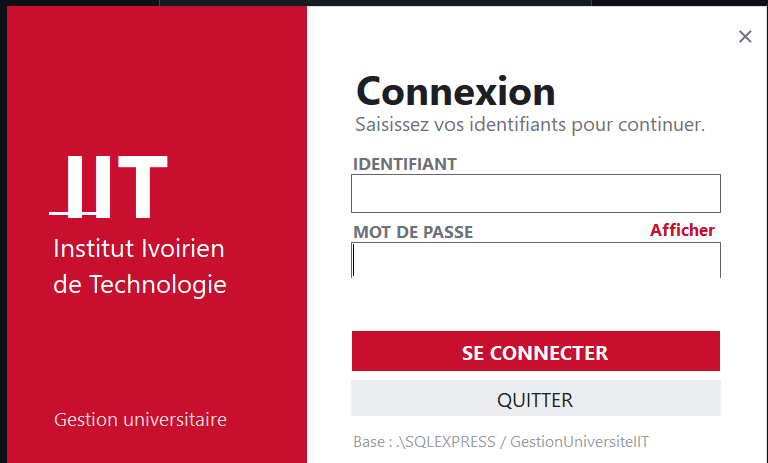 ×
Connexion
Saisissez vos identifiants pour continuer.
IDENTIFIANT
MOT DE PASSE Afficher
SE CONNECTER
QUITTER
Base : .\SQLEXPRESS / GestionUniversiteIIT
IIT
Institut Ivoirien
de Technologie
Gestion universitaire